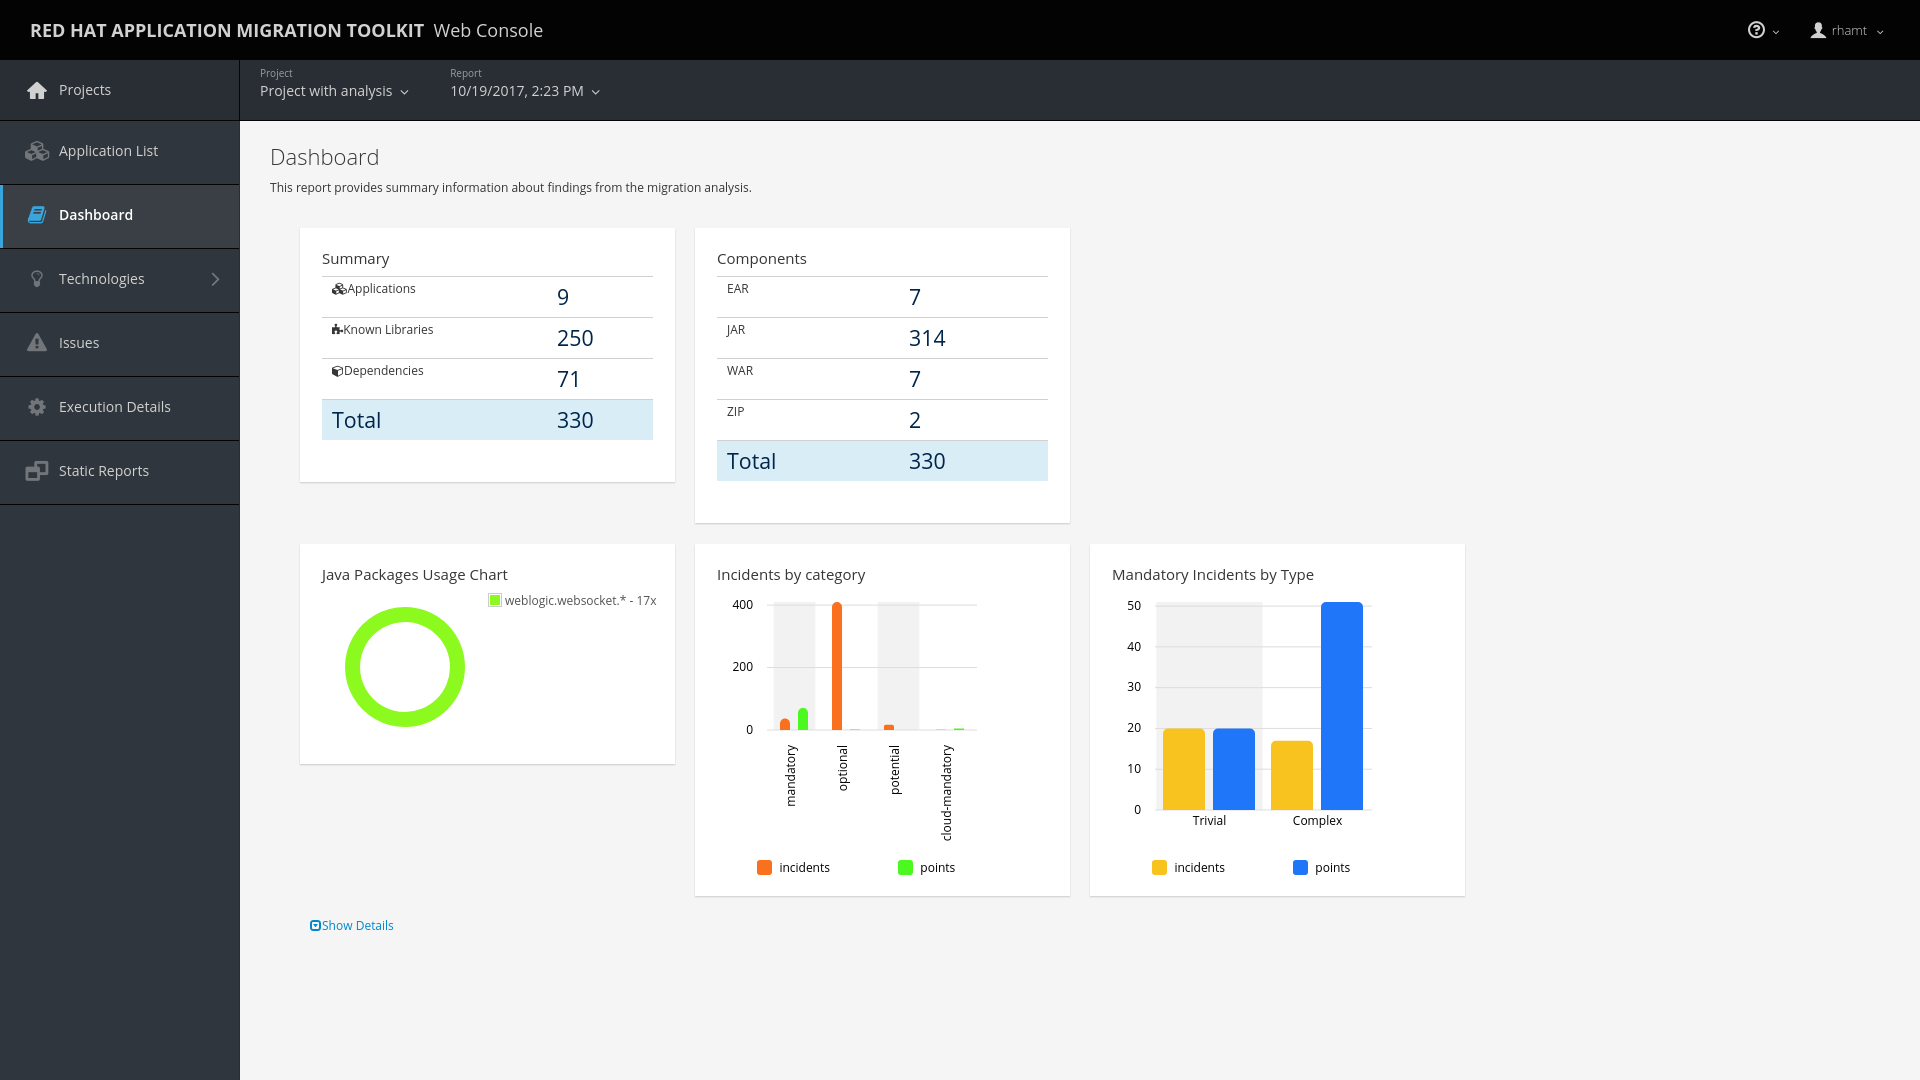 RED HAT APPLICATION MIGRATION TOOLKIT Web Console
rhamt
Projects
Application List
Dashboard
Technologies
Issues
Execution Details
Static Reports
Project
Project with analysis
Report
10/19/2017, 2:23 PM
Dashboard
This report provides summary information about findings from the migration analysis.
Summary
Applications 9
Known Libraries 250
Dependencies 71
Total 330
Components
EAR 7
JAR 314
WAR 7
ZIP 2
Total 330
Java Packages Usage Chart
weblogic.websocket.* - 17x
Incidents by category
400
200
0
mandatory
optional
potential
cloud-mandatory
incidents points
Mandatory Incidents by Type
50
40
30
20
10
0
Trivial Complex
incidents points
Show Details